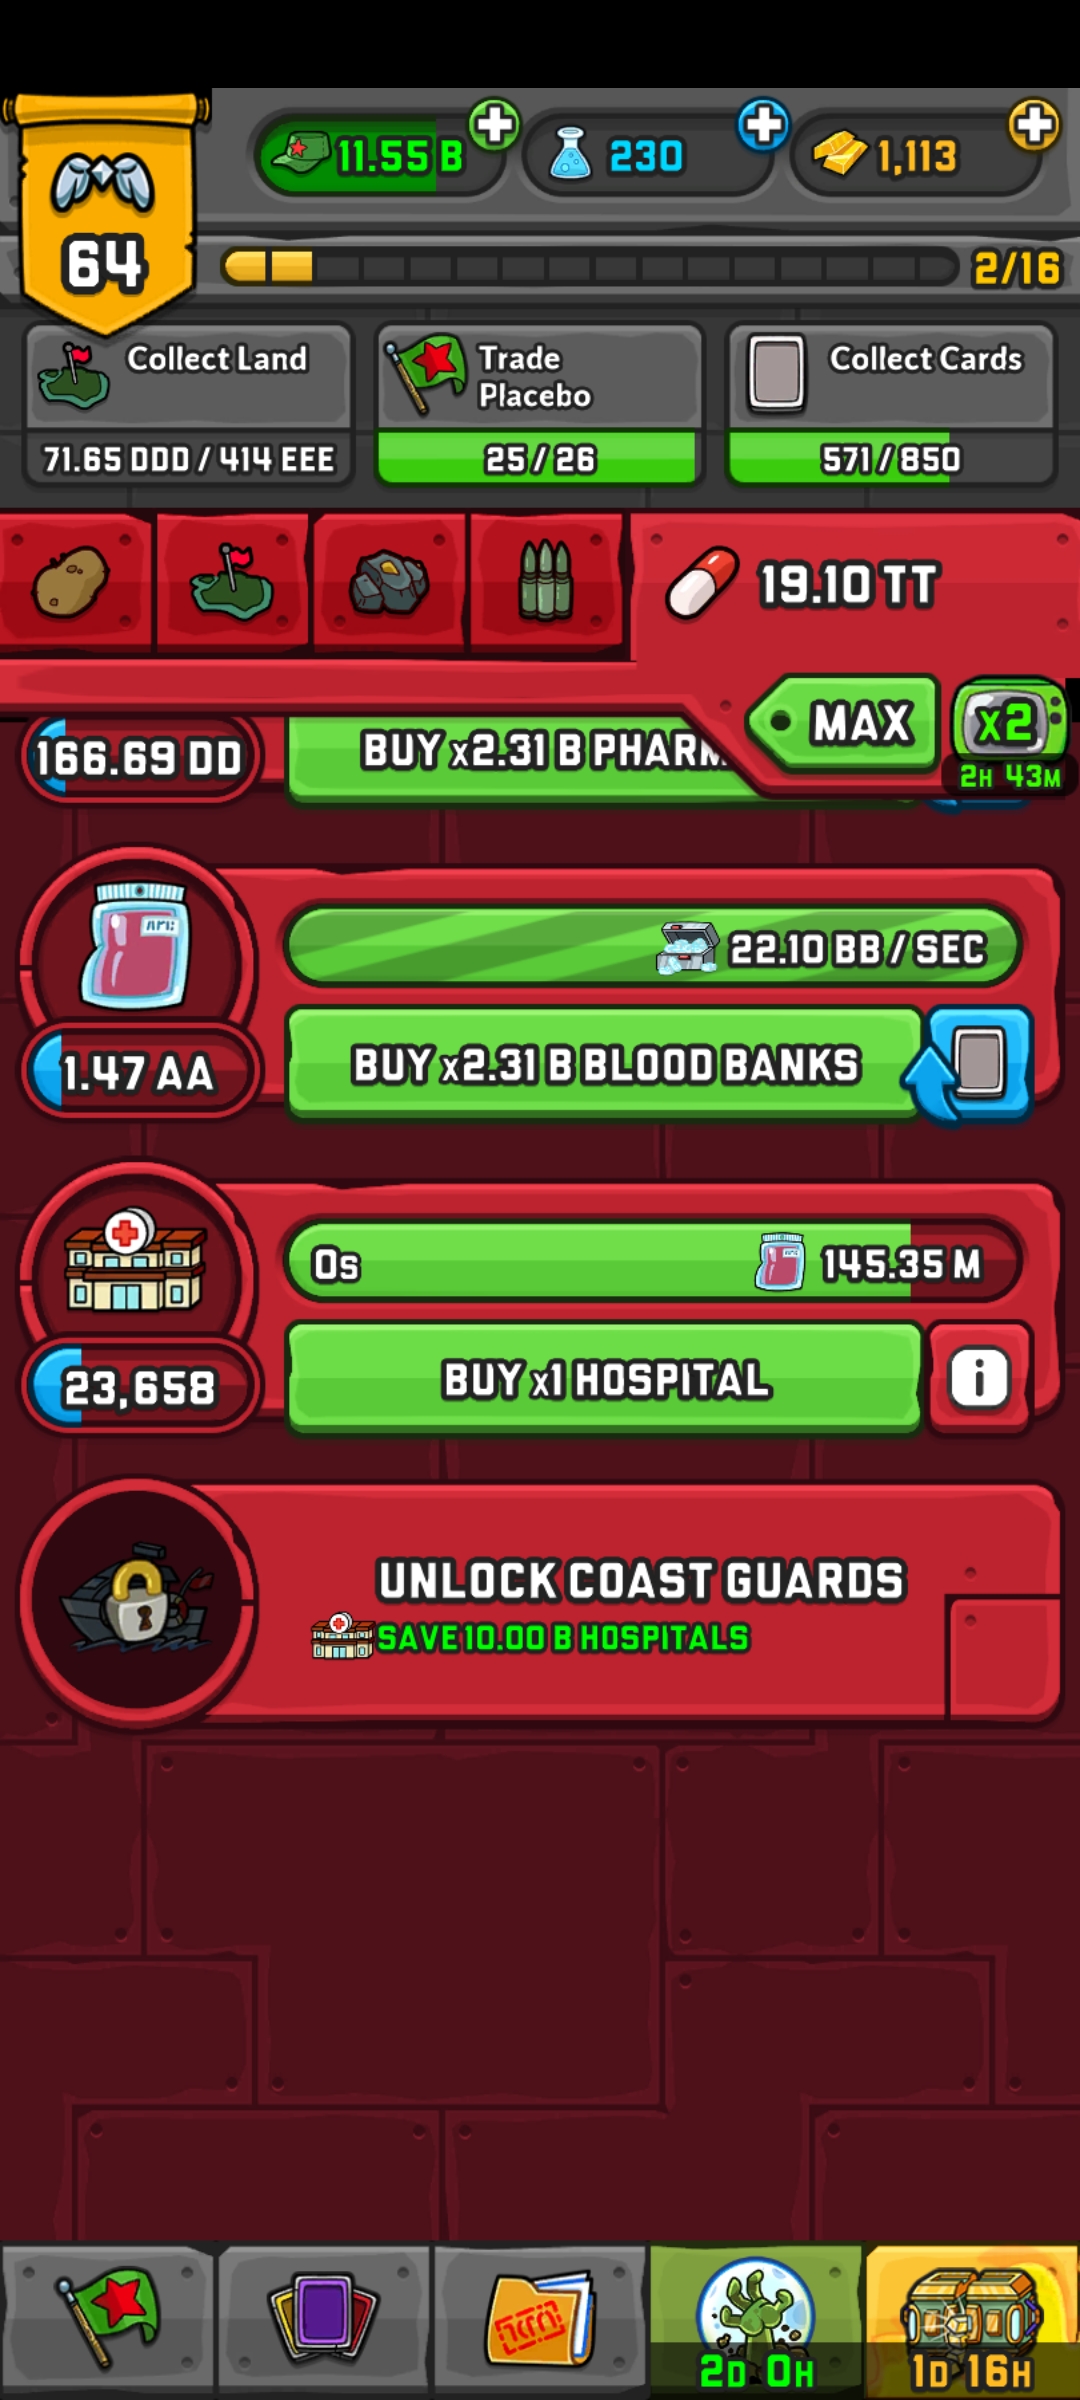 64
11.55 B
230
1,113
2/16
Collect Land
71.65 DDD / 414 EEE
Trade
Placebo
25 / 26
Collect Cards
571 / 850
19.10 TT
MAX
x2
2H 43M
166.69 DD
BUY x2.31 B PHARM
22.10 BB / SEC
1.47 AA
BUY x2.31 B BLOOD BANKS
0s
145.35 M
23,658
BUY x1 HOSPITAL
i
UNLOCK COAST GUARDS
SAVE 10.00 B HOSPITALS
2D 0H
1D 16H